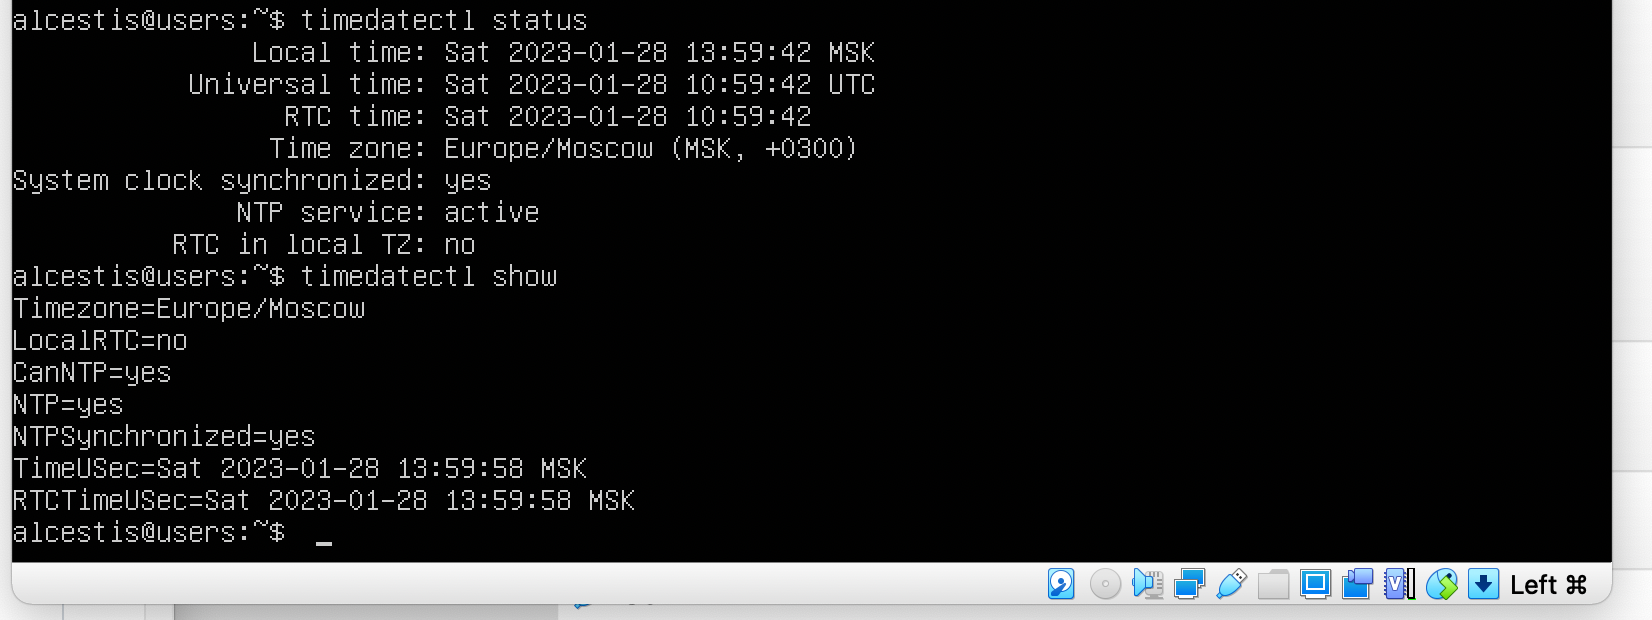 alcestis@users:~$ timedatectl status
Local time: Sat 2023-01-28 13:59:42 MSK
Universal time: Sat 2023-01-28 10:59:42 UTC
RTC time: Sat 2023-01-28 10:59:42
Time zone: Europe/Moscow (MSK, +0300)
System clock synchronized: yes
NTP service: active
RTC in local TZ: no
alcestis@users:~$ timedatectl show
Timezone=Europe/Moscow
LocalRTC=no
CanNTP=yes
NTP=yes
NTPSynchronized=yes
TimeUSec=Sat 2023-01-28 13:59:58 MSK
RTCTimeUSec=Sat 2023-01-28 13:59:58 MSK
alcestis@users:~$ _
Left ⌘